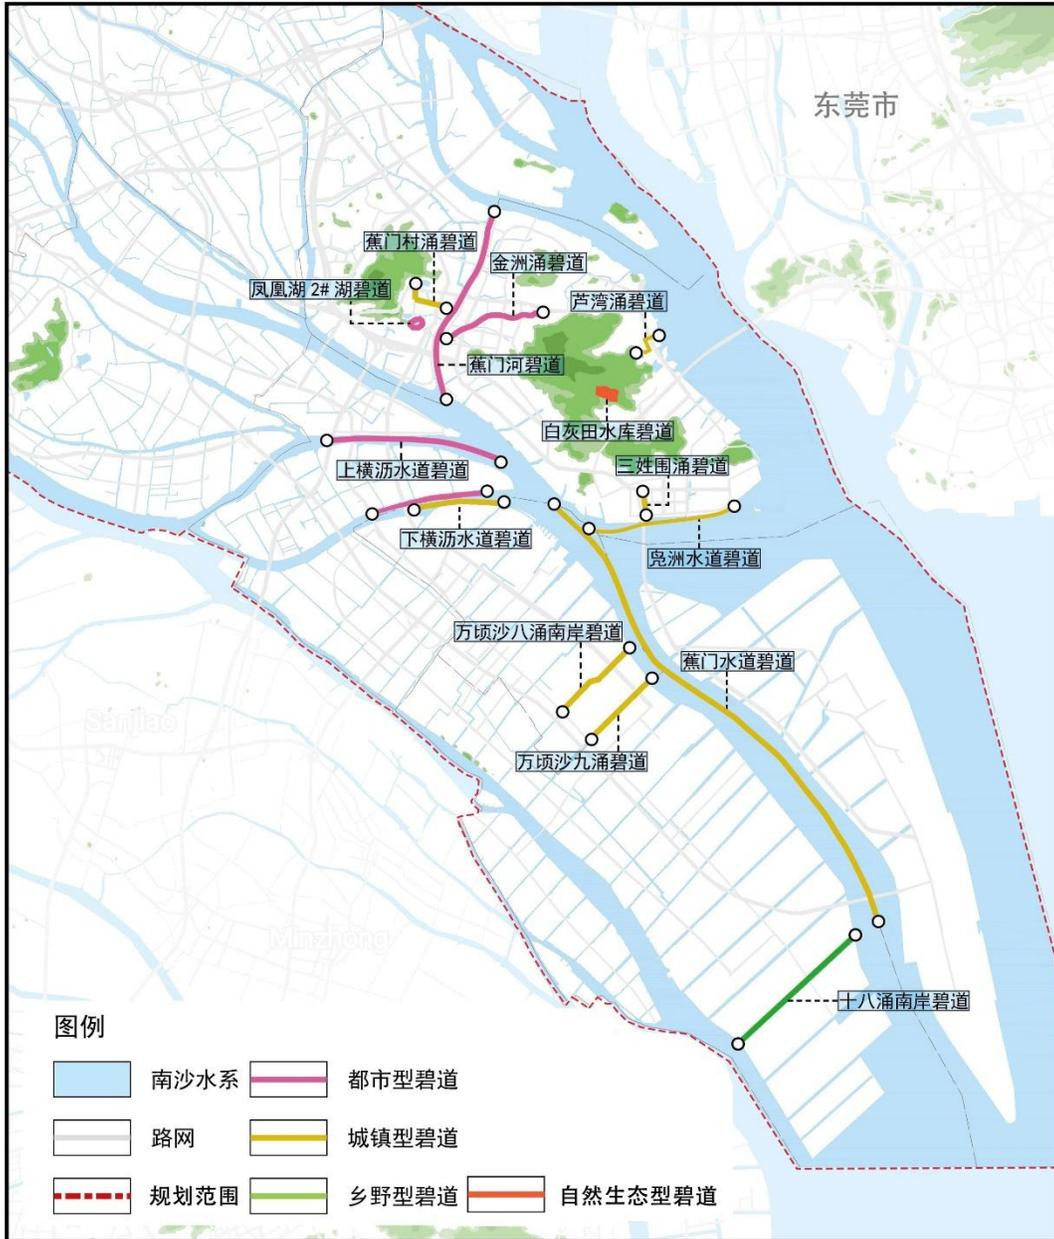 东莞市
蕉门村涌碧道
金洲涌碧道
凤凰湖 2# 湖碧道
芦湾涌碧道
蕉门河碧道
白灰田水库碧道
三姓围涌碧道
上横沥水道碧道
下横沥水道碧道
凫洲水道碧道
万顷沙八涌南岸碧道
蕉门水道碧道
Sanjiao
万顷沙九涌碧道
Minzhong
十八涌南岸碧道
图例
南沙水系
都市型碧道
路网
城镇型碧道
规划范围
乡野型碧道
自然生态型碧道